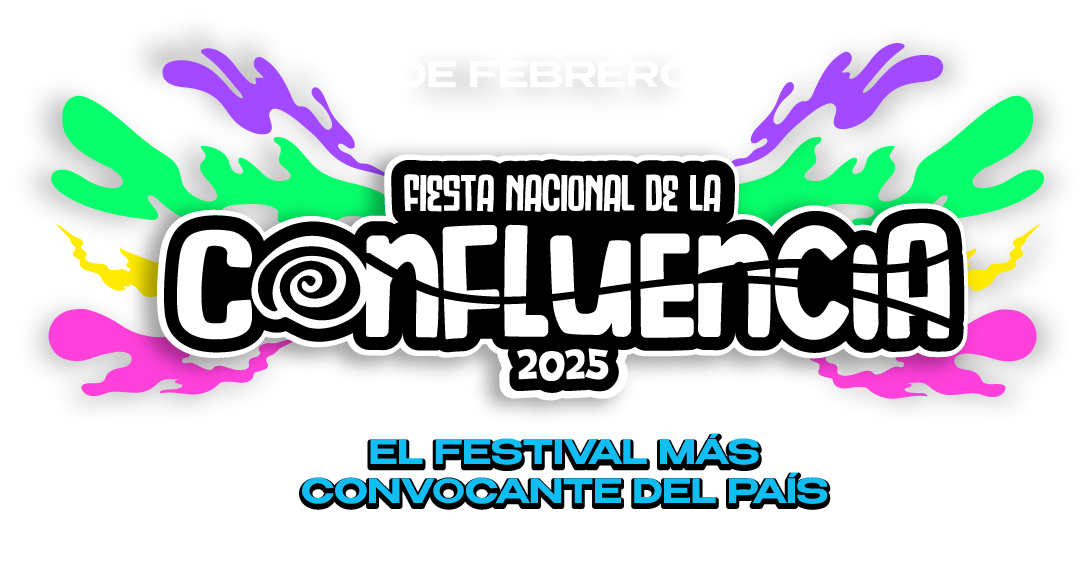 DE FEBRERO
FIESTA NACIONAL DE LA
CONFLUENCIA
2025
EL FESTIVAL MÁS
CONVOCANTE DEL PAÍS